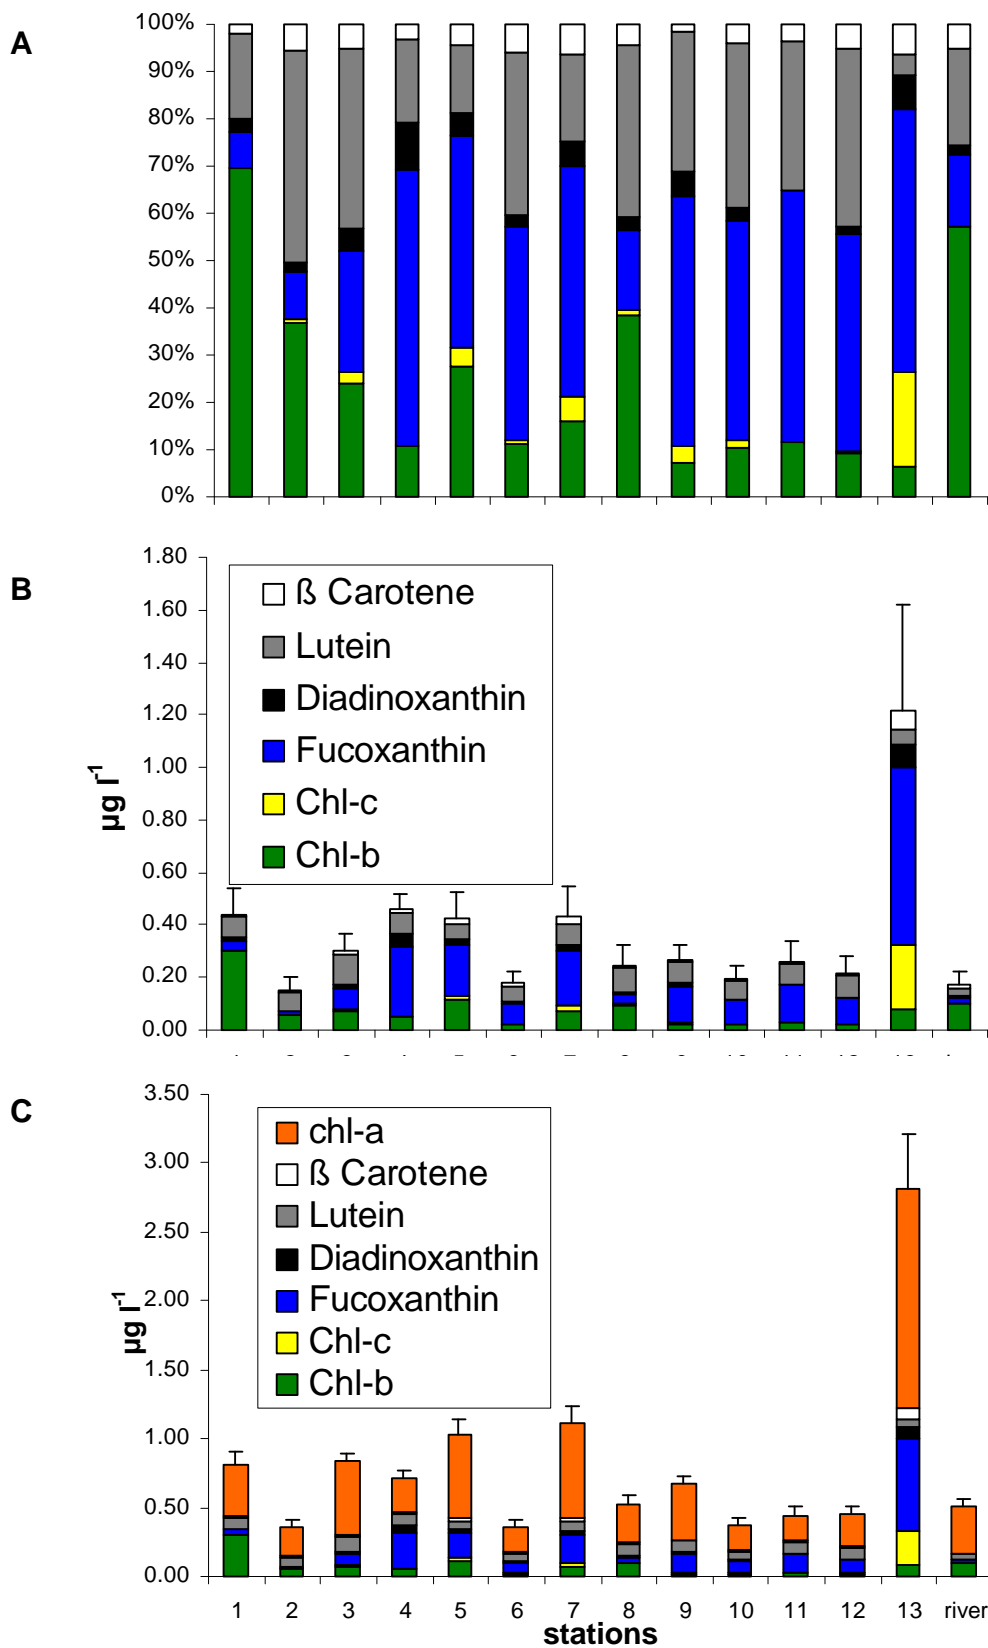 A
100%
90%
80%
70%
60%
50%
40%
30%
20%
10%
0%
B
1.80
1.60
1.40
1.20
1.00
0.80
0.60
0.40
0.20
0.00
µg l-1
ß Carotene
Lutein
Diadinoxanthin
Fucoxanthin
Chl-c
Chl-b
C
3.50
3.00
2.50
2.00
1.50
1.00
0.50
0.00
µg l-1
chl-a
ß Carotene
Lutein
Diadinoxanthin
Fucoxanthin
Chl-c
Chl-b
1 2 3 4 5 6 7 8 9 10 11 12 13 river
stations